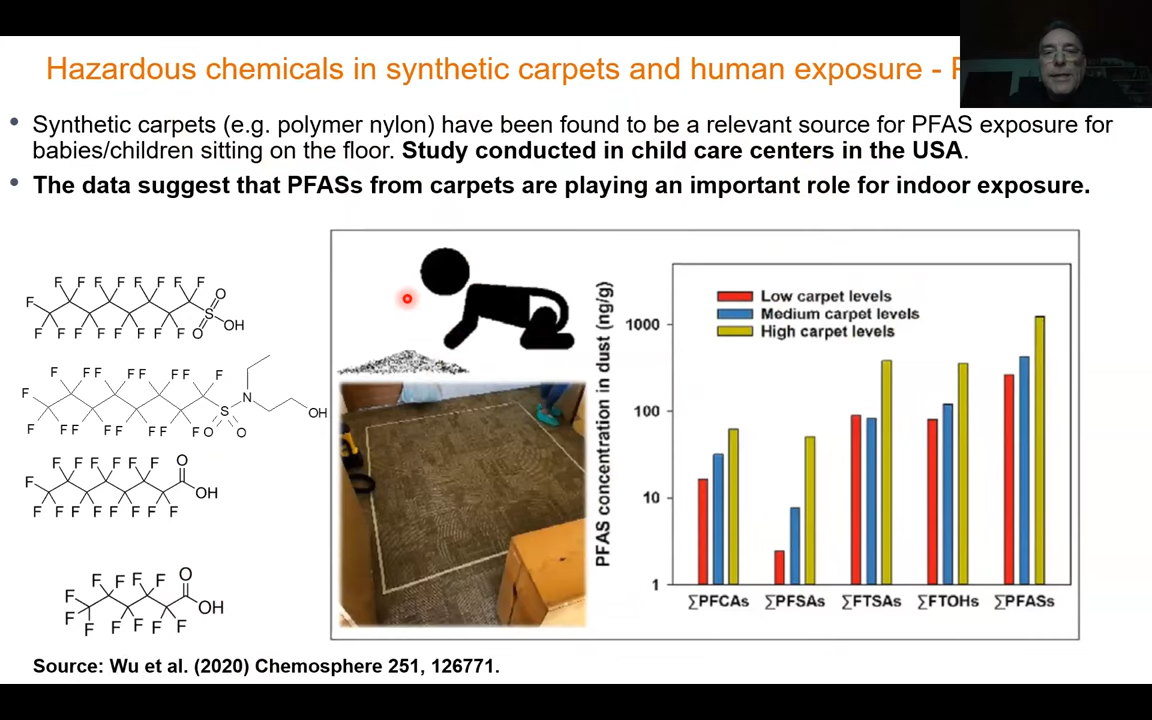 Hazardous chemicals in synthetic carpets and human exposure -
Synthetic carpets (e.g. polymer nylon) have been found to be a relevant source for PFAS exposure for
babies/children sitting on the floor. Study conducted in child care centers in the USA.
The data suggest that PFASs from carpets are playing an important role for indoor exposure.
F F F F F F F F
F O
S OH
F F F F F F F F O
F F F F F F F F
F N
S OH
F F F F F F F F O O
F F F F F F O
F OH
F F F F F F F F
F F F F O
F OH
F F F F F F
PFAS concentration in dust (ng/g)
Low carpet levels
Medium carpet levels
High carpet levels
1000
100
10
1
∑PFCAs ∑PFSAs ∑FTSAs ∑FTOHs ∑PFASs
Source: Wu et al. (2020) Chemosphere 251, 126771.